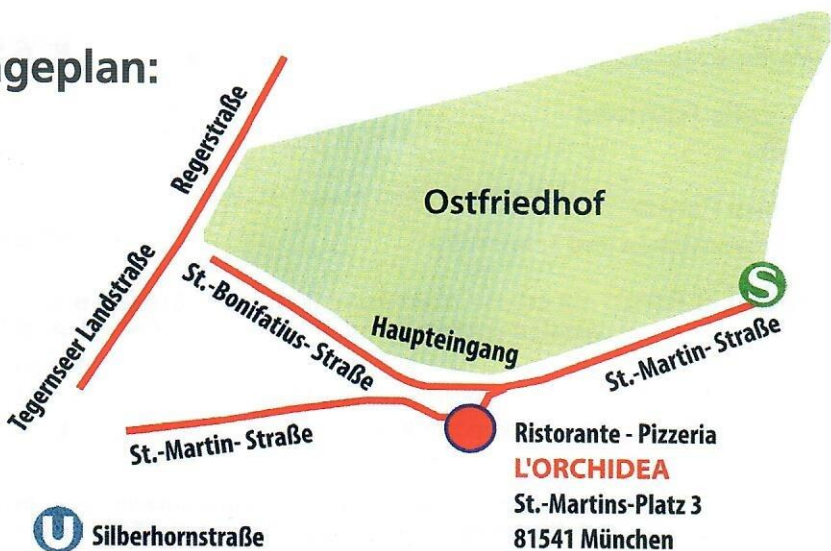 geplan:
Regerstraße
Ostfriedhof
Tegernseer Landstraße
St.-Bonifatius- Straße
Haupteingang
S
St.-Martin-Straße
St.-Martin- Straße
Ristorante - Pizzeria
L'ORCHIDEA
St.-Martins-Platz 3
81541 München
U Silberhornstraße